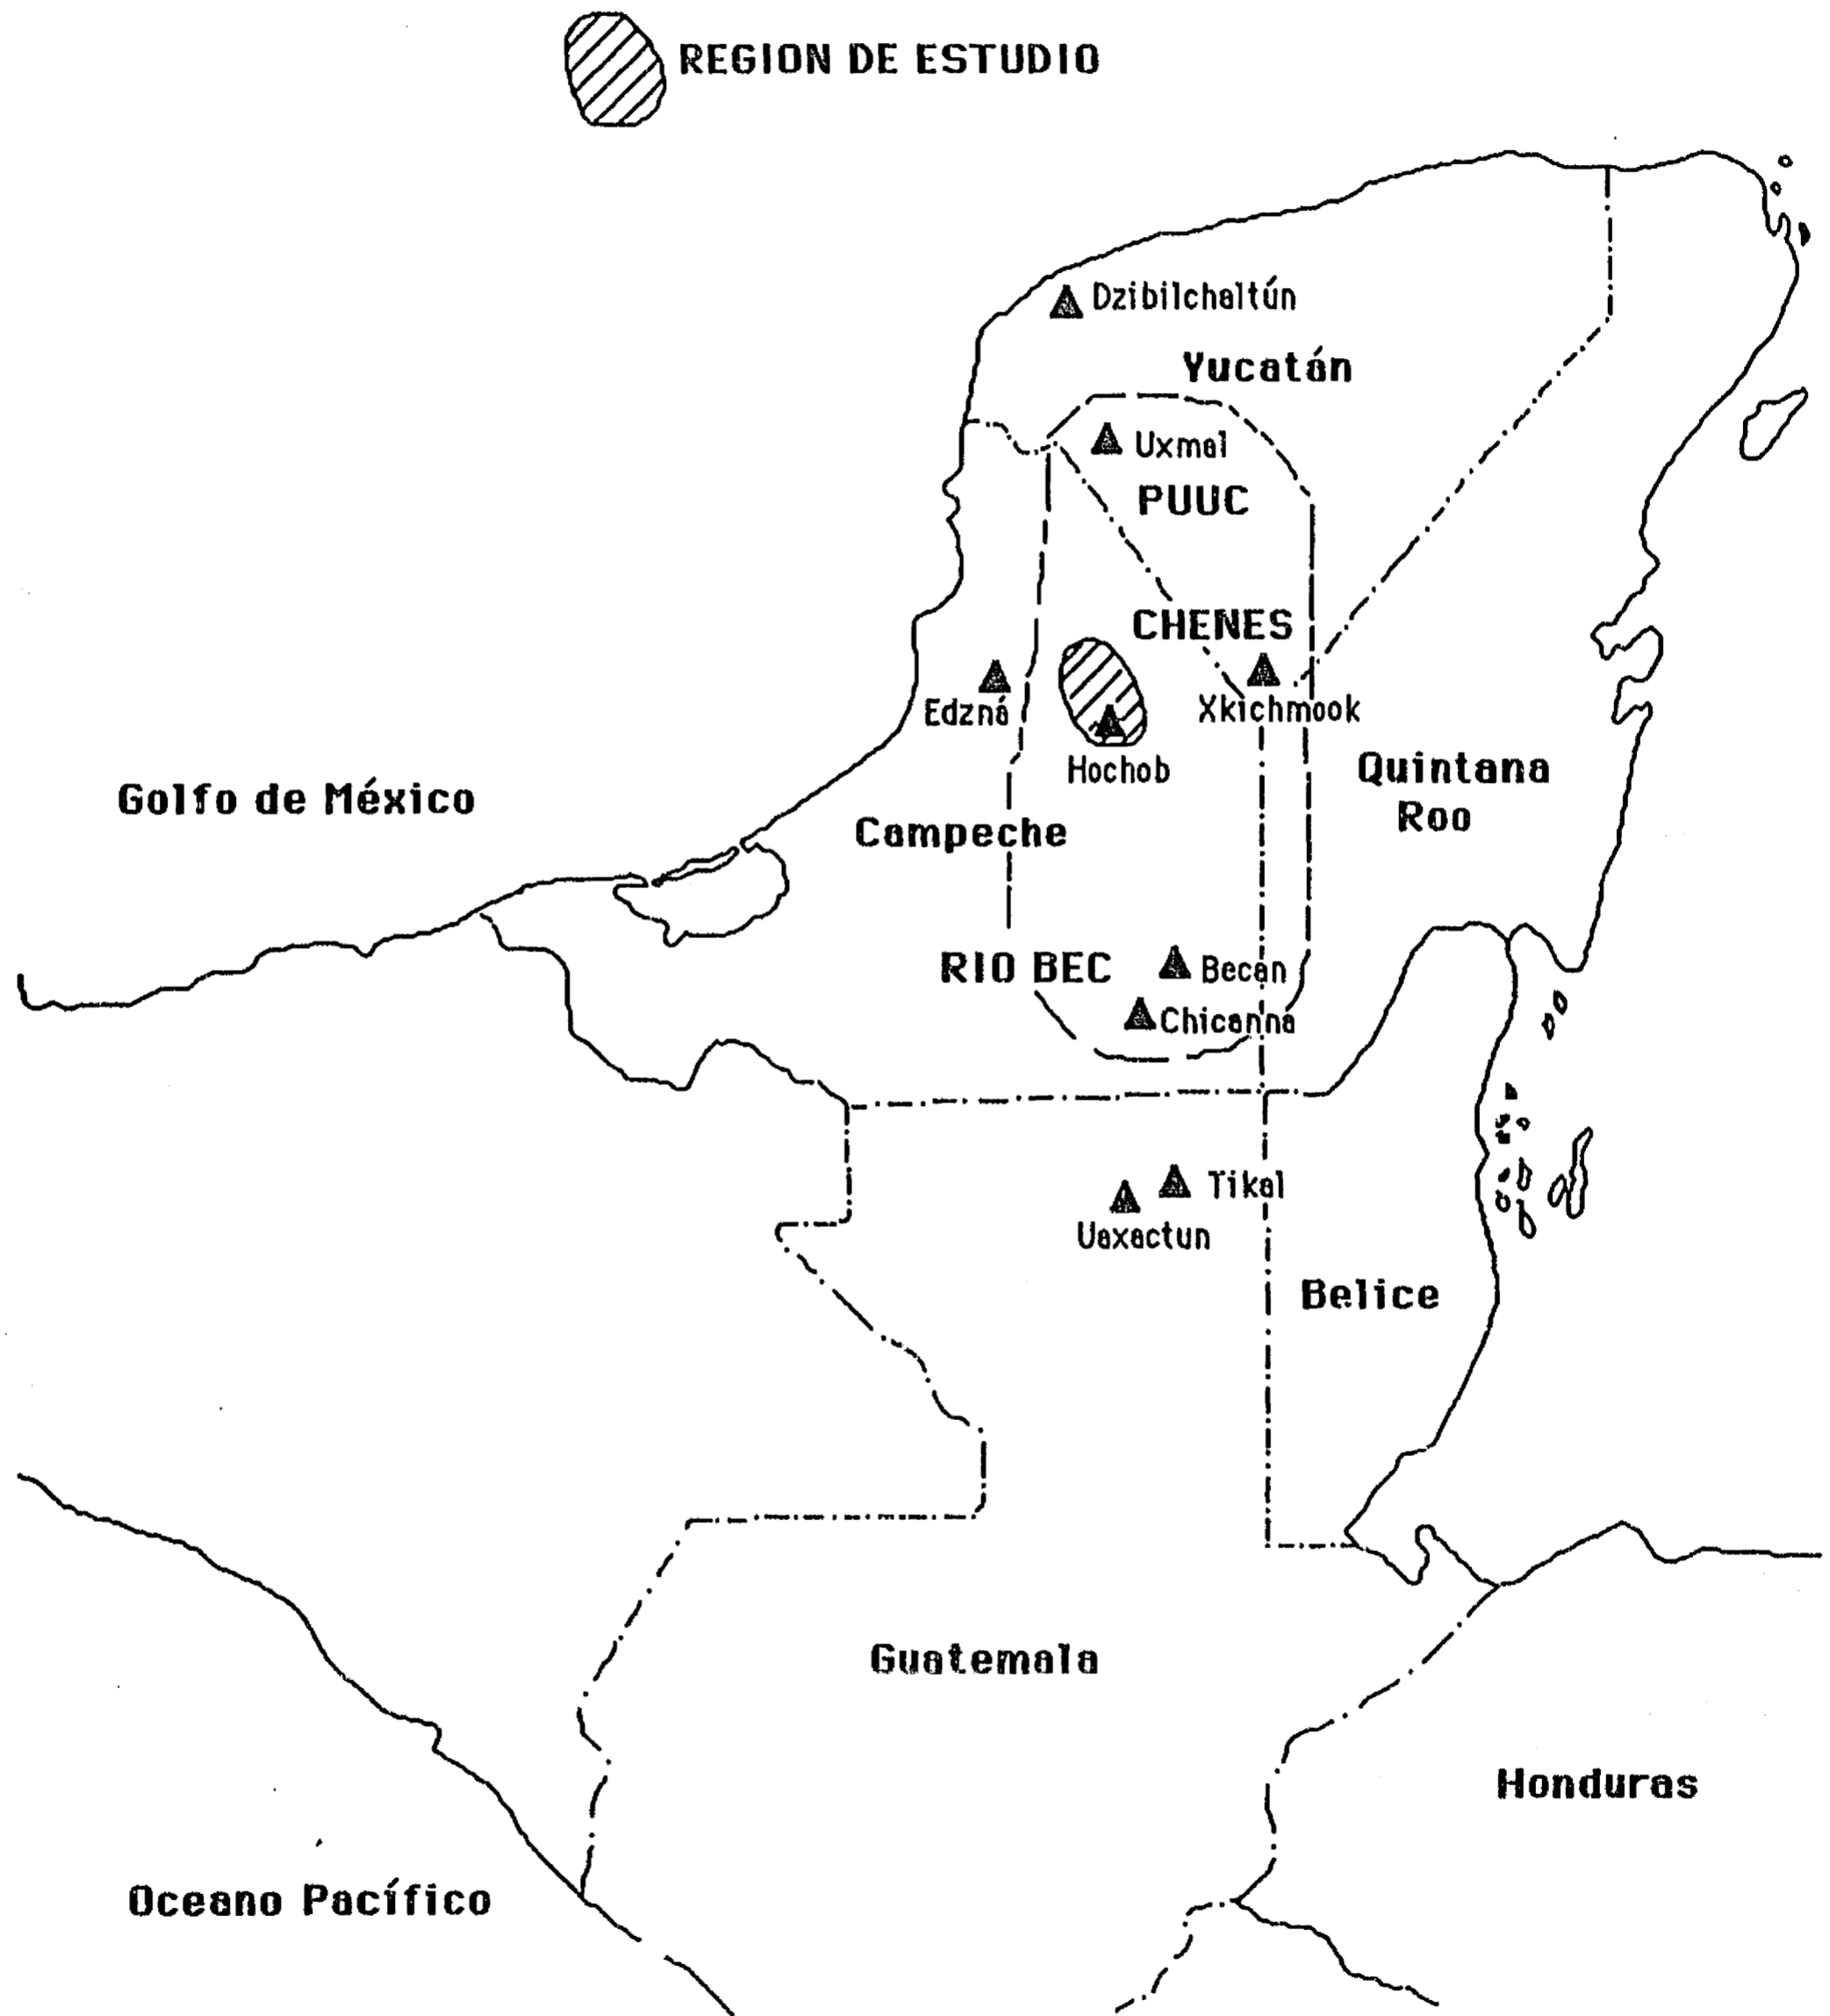 REGION DE ESTUDIO
Dzibilchaltún
Yucatán
Uxmal
PUUC
CHENES
Edzná
Xkichmook
Hochob
Quintana
Roo
Golfo de México
Campeche
RIO BEC
Becan
Chicanná
Tikal
Uaxactun
Belice
Guatemala
Honduras
Oceano Pacífico